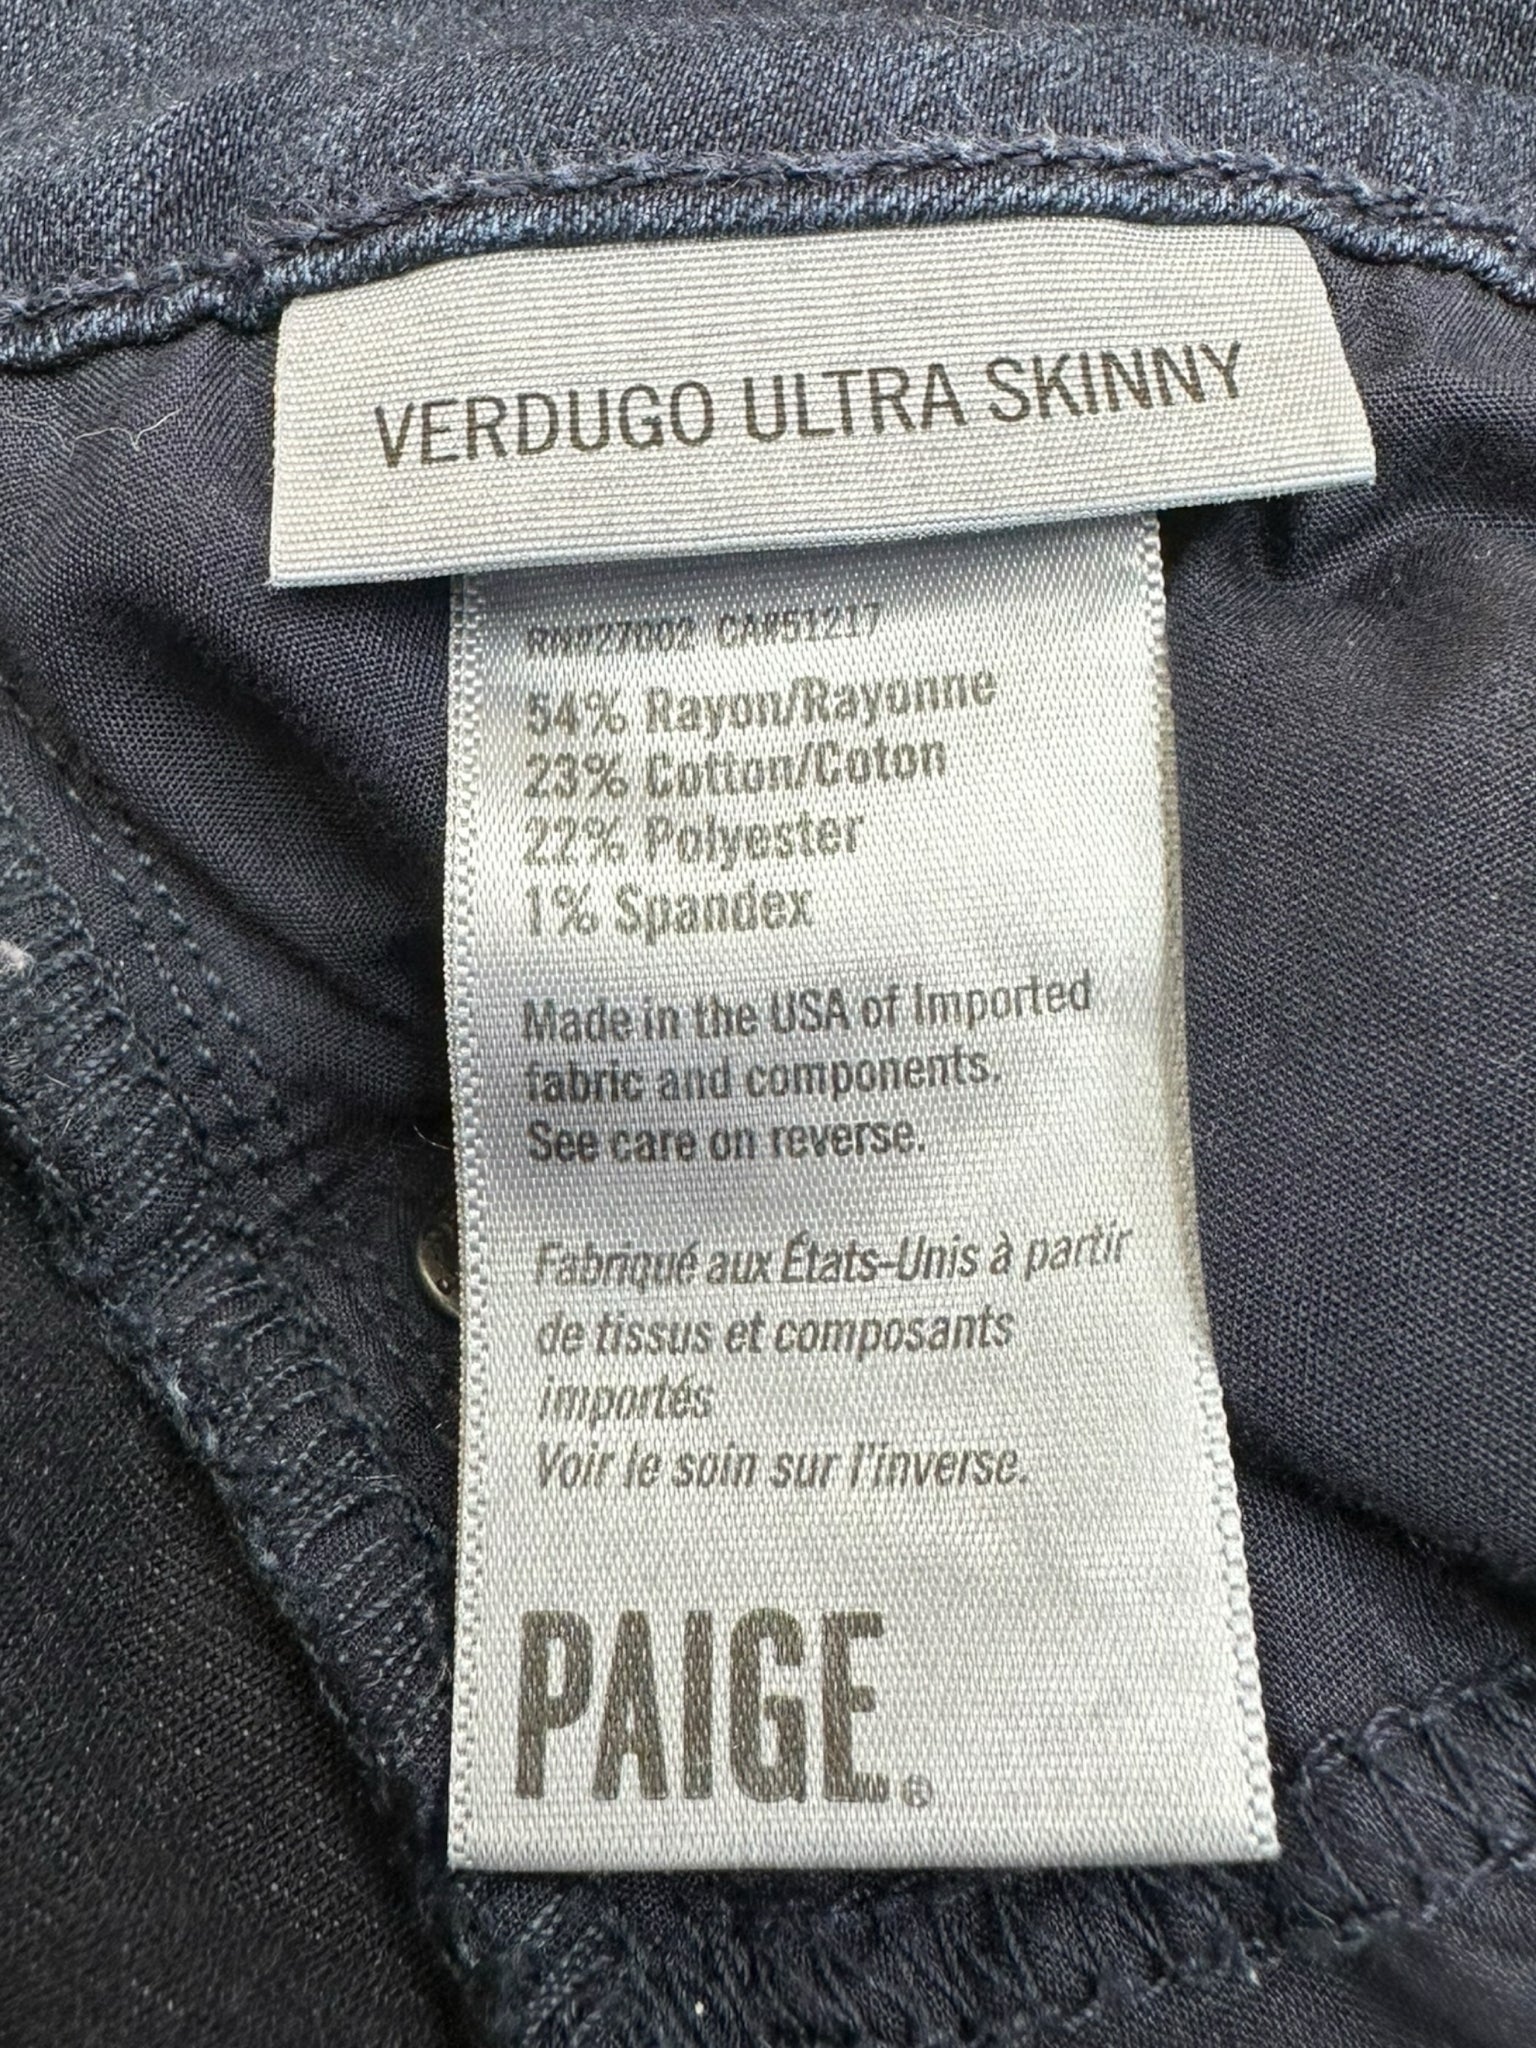 VERDUGO ULTRA SKINNY
RN#27002 CA#51217
54% Rayon/Rayonne
23% Cotton/Coton
22% Polyester
1% Spandex
Made in the USA of Imported
fabric and components.
See care on reverse.
Fabriqué aux États-Unis à partir
de tissus et composants
importés
Voir le soin sur l'inverse.
PAIGE®